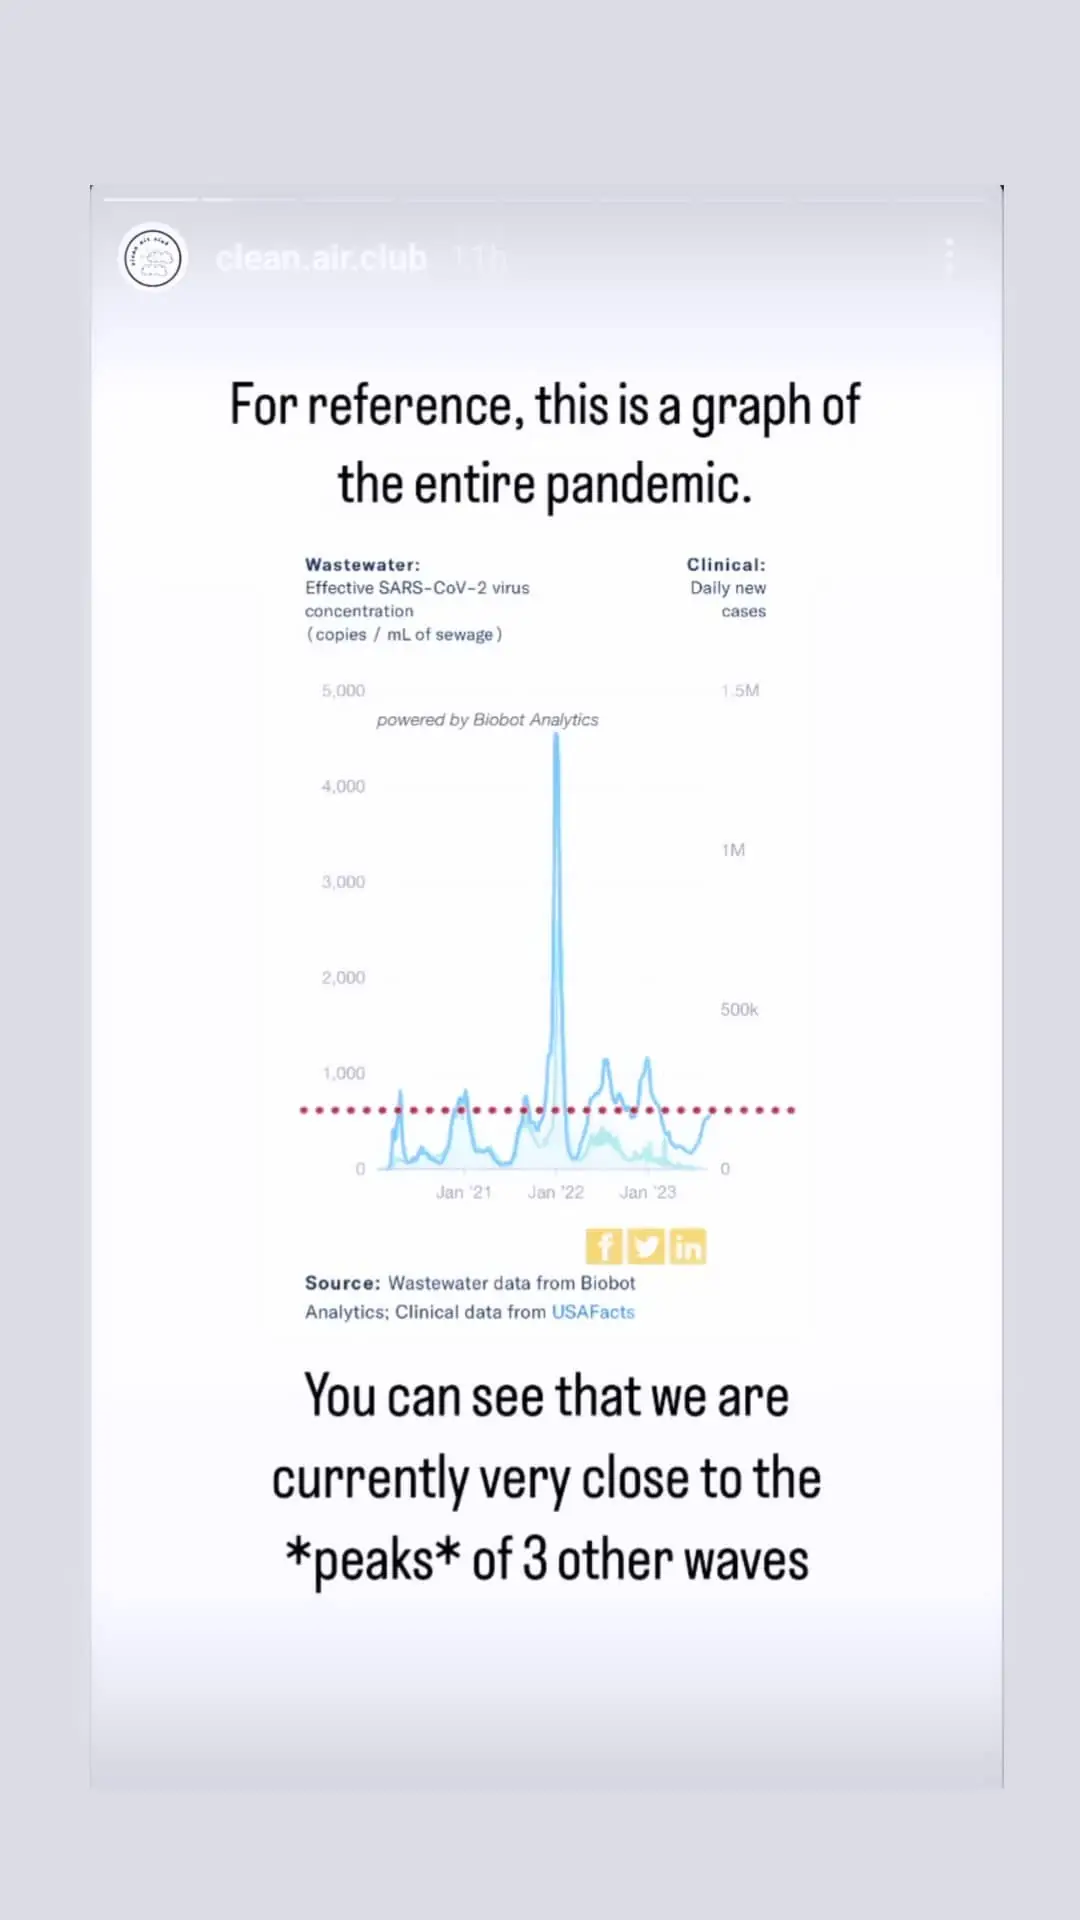 clean.air.club 11h
For reference, this is a graph of
the entire pandemic.
Wastewater:
Effective SARS-CoV-2 virus
concentration
(copies / mL of sewage)
Clinical:
Daily new
cases
5,000
1.5M
powered by Biobot Analytics
4,000
1M
3,000
2,000
500k
1,000
0
0
Jan '21 Jan '22 Jan '23
f in
Source: Wastewater data from Biobot
Analytics; Clinical data from USAFacts
You can see that we are
currently very close to the
*peaks* of 3 other waves